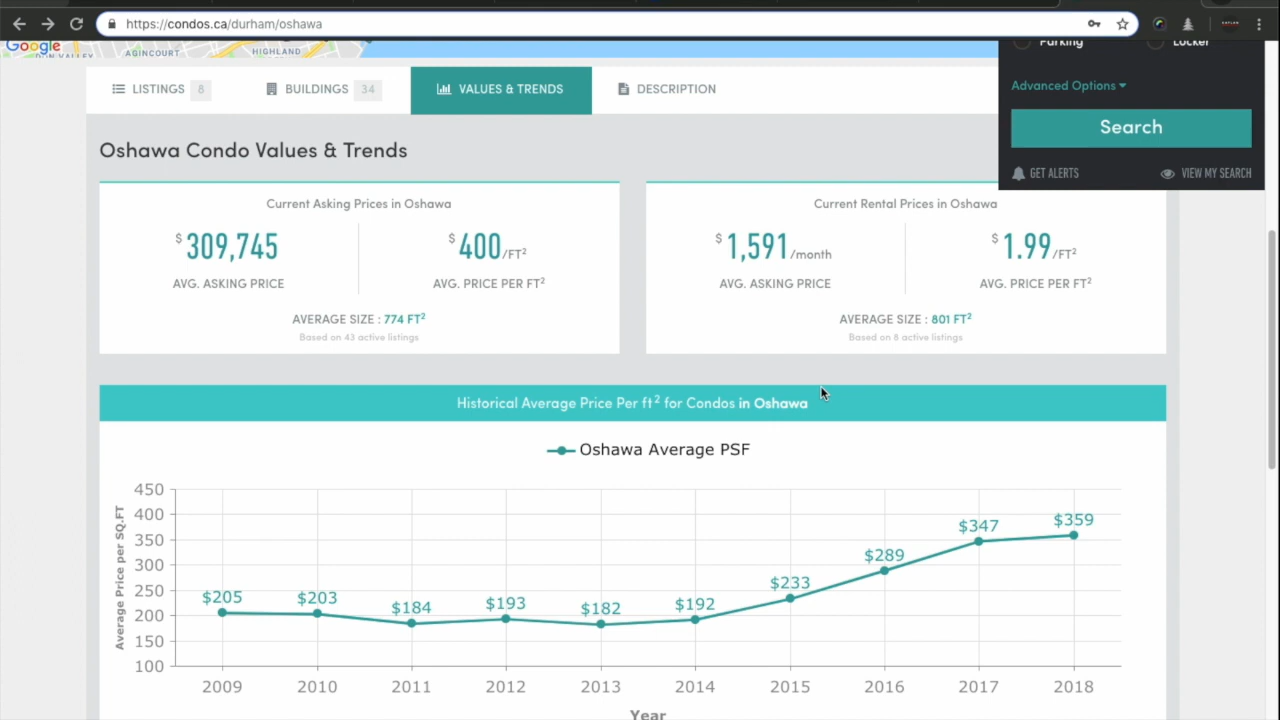 https://condos.ca/durham/oshawa
Google
AGINCOURT
HIGHLAND
DON VALLEY
Parking Locker
Advanced Options
Search
GET ALERTS VIEW MY SEARCH
LISTINGS 8 BUILDINGS 34 VALUES & TRENDS DESCRIPTION
Oshawa Condo Values & Trends
Current Asking Prices in Oshawa
$309,745 $400/FT²
AVG. ASKING PRICE AVG. PRICE PER FT²
AVERAGE SIZE : 774 FT²
Based on 43 active listings
Current Rental Prices in Oshawa
$1,591/month $1.99/FT²
AVG. ASKING PRICE AVG. PRICE PER FT²
AVERAGE SIZE : 801 FT²
Based on 8 active listings
Historical Average Price Per ft² for Condos in Oshawa
Oshawa Average PSF
Average Price per SQ.FT
450
400
350
300
250
200
150
100
$205 $203 $184 $193 $182 $192 $233 $289 $347 $359
2009 2010 2011 2012 2013 2014 2015 2016 2017 2018
Year